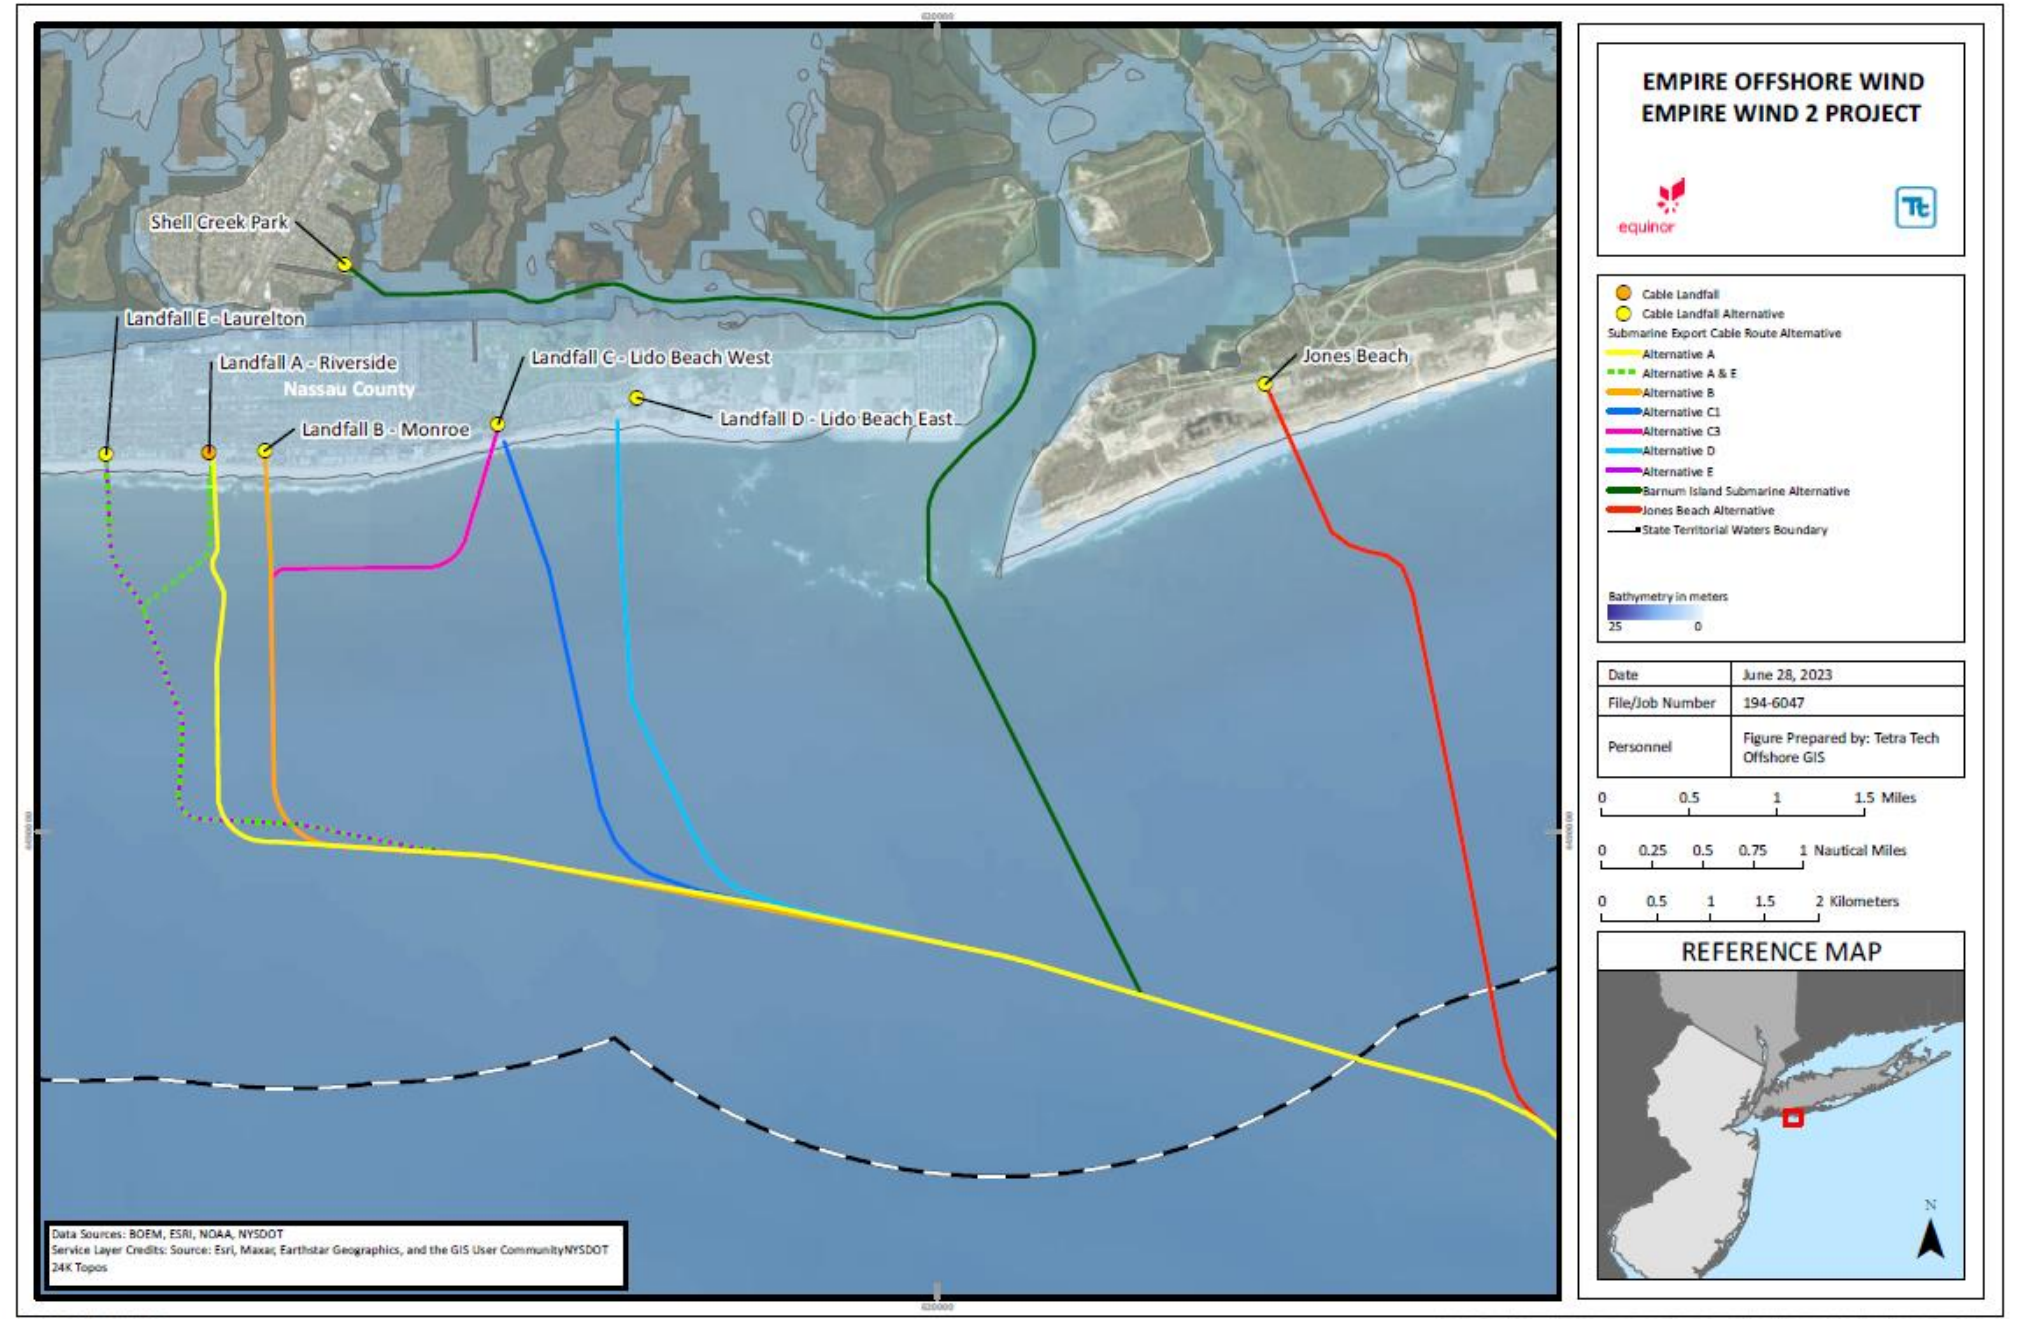 620000
Shell Creek Park
Landfall E - Laurelton
Landfall A - Riverside
Nassau County
Landfall B - Monroe
Landfall C - Lido Beach West
Landfall D - Lido Beach East
Jones Beach
Data Sources: BOEM, ESRI, NOAA, NYSDOT
Service Layer Credits: Source: Esri, Maxar, Earthstar Geographics, and the GIS User CommunityNYSDOT
24K Topos
620000
EMPIRE OFFSHORE WIND
EMPIRE WIND 2 PROJECT
equinor
Tt
Cable Landfall
Cable Landfall Alternative
Submarine Export Cable Route Alternative
Alternative A
Alternative A & E
Alternative B
Alternative C1
Alternative C3
Alternative D
Alternative E
Barnum Island Submarine Alternative
Jones Beach Alternative
State Territorial Waters Boundary
Bathymetry in meters
25 0
Date June 28, 2023
File/Job Number 194-6047
Personnel Figure Prepared by: Tetra Tech
Offshore GIS
0 0.5 1 1.5 Miles
0 0.25 0.5 0.75 1 Nautical Miles
0 0.5 1 1.5 2 Kilometers
REFERENCE MAP
N